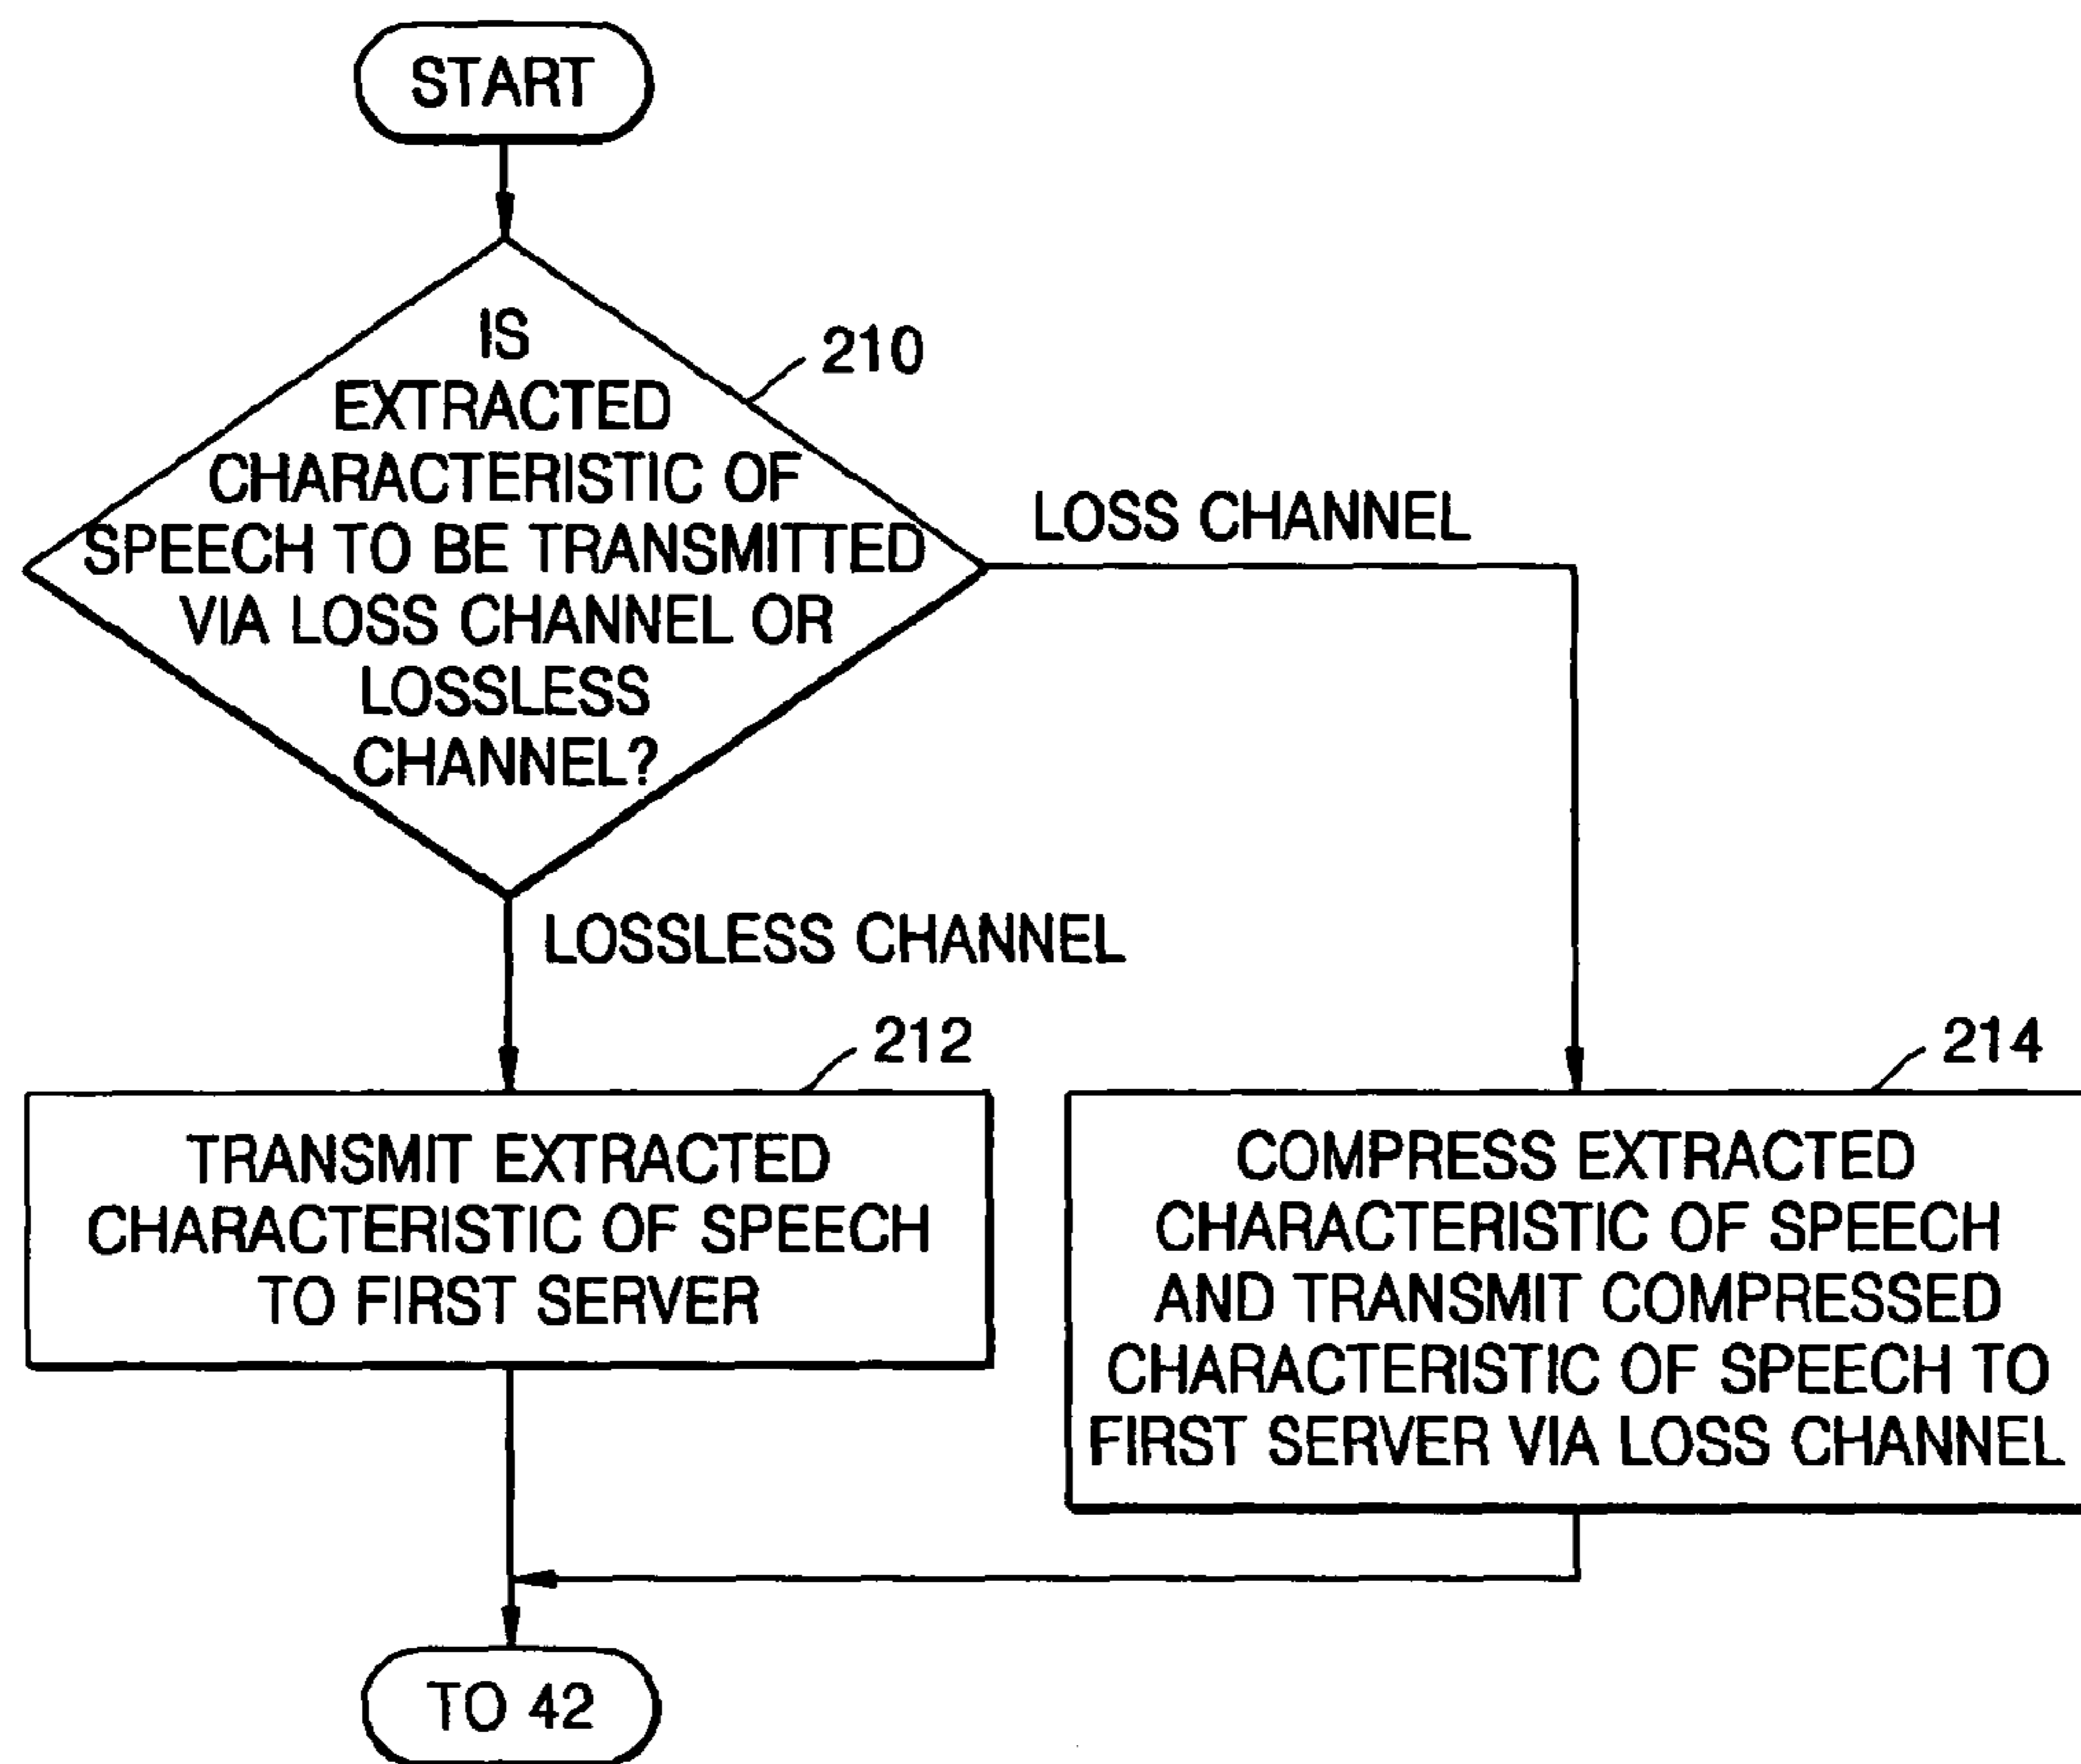 START
IS
EXTRACTED
CHARACTERISTIC OF
SPEECH TO BE TRANSMITTED
VIA LOSS CHANNEL OR
LOSSLESS
CHANNEL?
210
LOSS CHANNEL
LOSSLESS CHANNEL
212
TRANSMIT EXTRACTED
CHARACTERISTIC OF SPEECH
TO FIRST SERVER
214
COMPRESS EXTRACTED
CHARACTERISTIC OF SPEECH
AND TRANSMIT COMPRESSED
CHARACTERISTIC OF SPEECH TO
FIRST SERVER VIA LOSS CHANNEL
TO 42